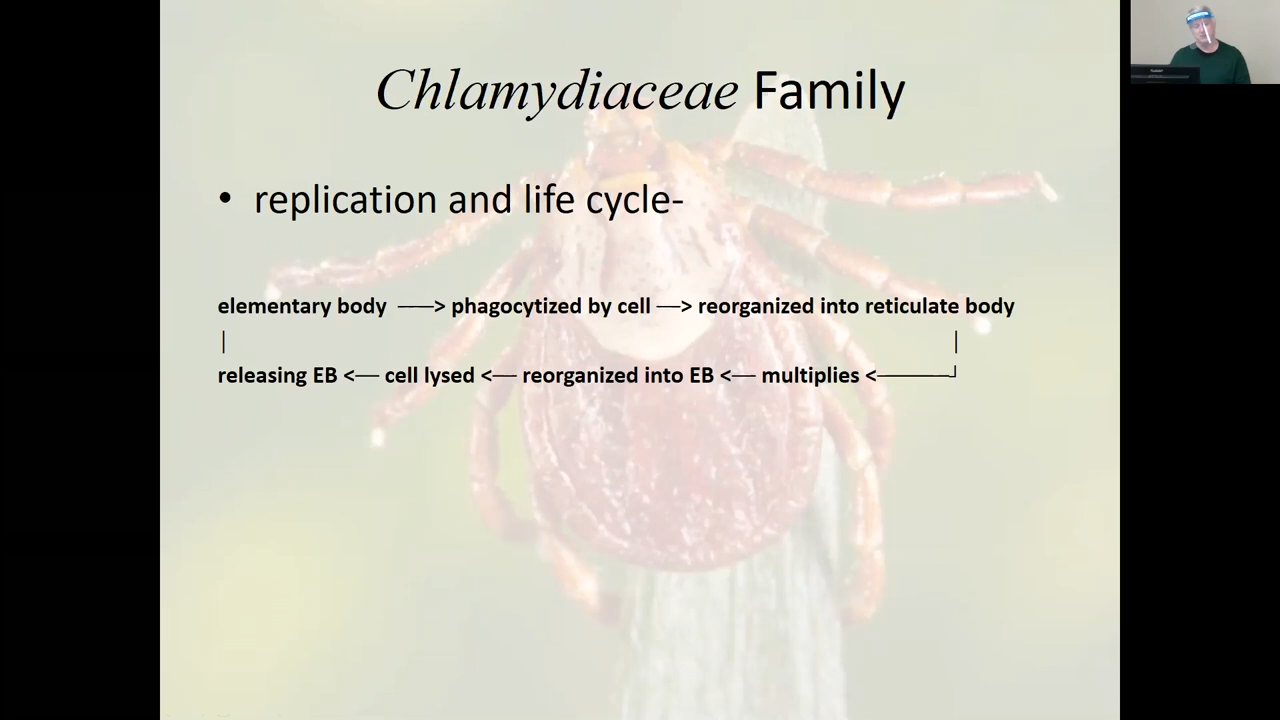 Chlamydiaceae Family
• replication and life cycle-
elementary body ──> phagocytized by cell ─> reorganized into reticulate body
│ │
releasing EB <─ cell lysed <─ reorganized into EB <─ multiplies <────┘